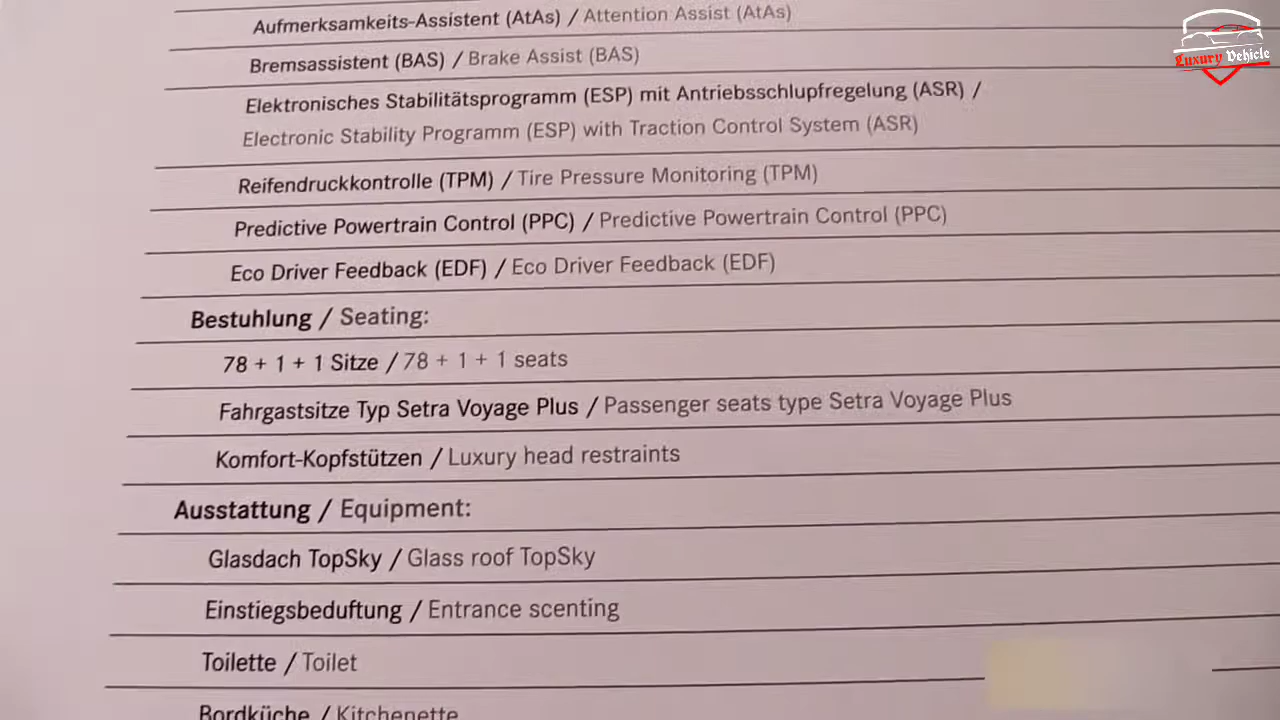 Aufmerksamkeits-Assistent (AtAs) / Attention Assist (AtAs)
Bremsassistent (BAS) / Brake Assist (BAS)
Elektronisches Stabilitätsprogramm (ESP) mit Antriebsschlupfregelung (ASR) /
Electronic Stability Programm (ESP) with Traction Control System (ASR)
Reifendruckkontrolle (TPM) / Tire Pressure Monitoring (TPM)
Predictive Powertrain Control (PPC) / Predictive Powertrain Control (PPC)
Eco Driver Feedback (EDF) / Eco Driver Feedback (EDF)
Bestuhlung / Seating:
78 + 1 + 1 Sitze / 78 + 1 + 1 seats
Fahrgastsitze Typ Setra Voyage Plus / Passenger seats type Setra Voyage Plus
Komfort-Kopfstützen / Luxury head restraints
Ausstattung / Equipment:
Glasdach TopSky / Glass roof TopSky
Einstiegsbeduftung / Entrance scenting
Toilette / Toilet
Bordküche / Kitchenette
Luxury Vehicle